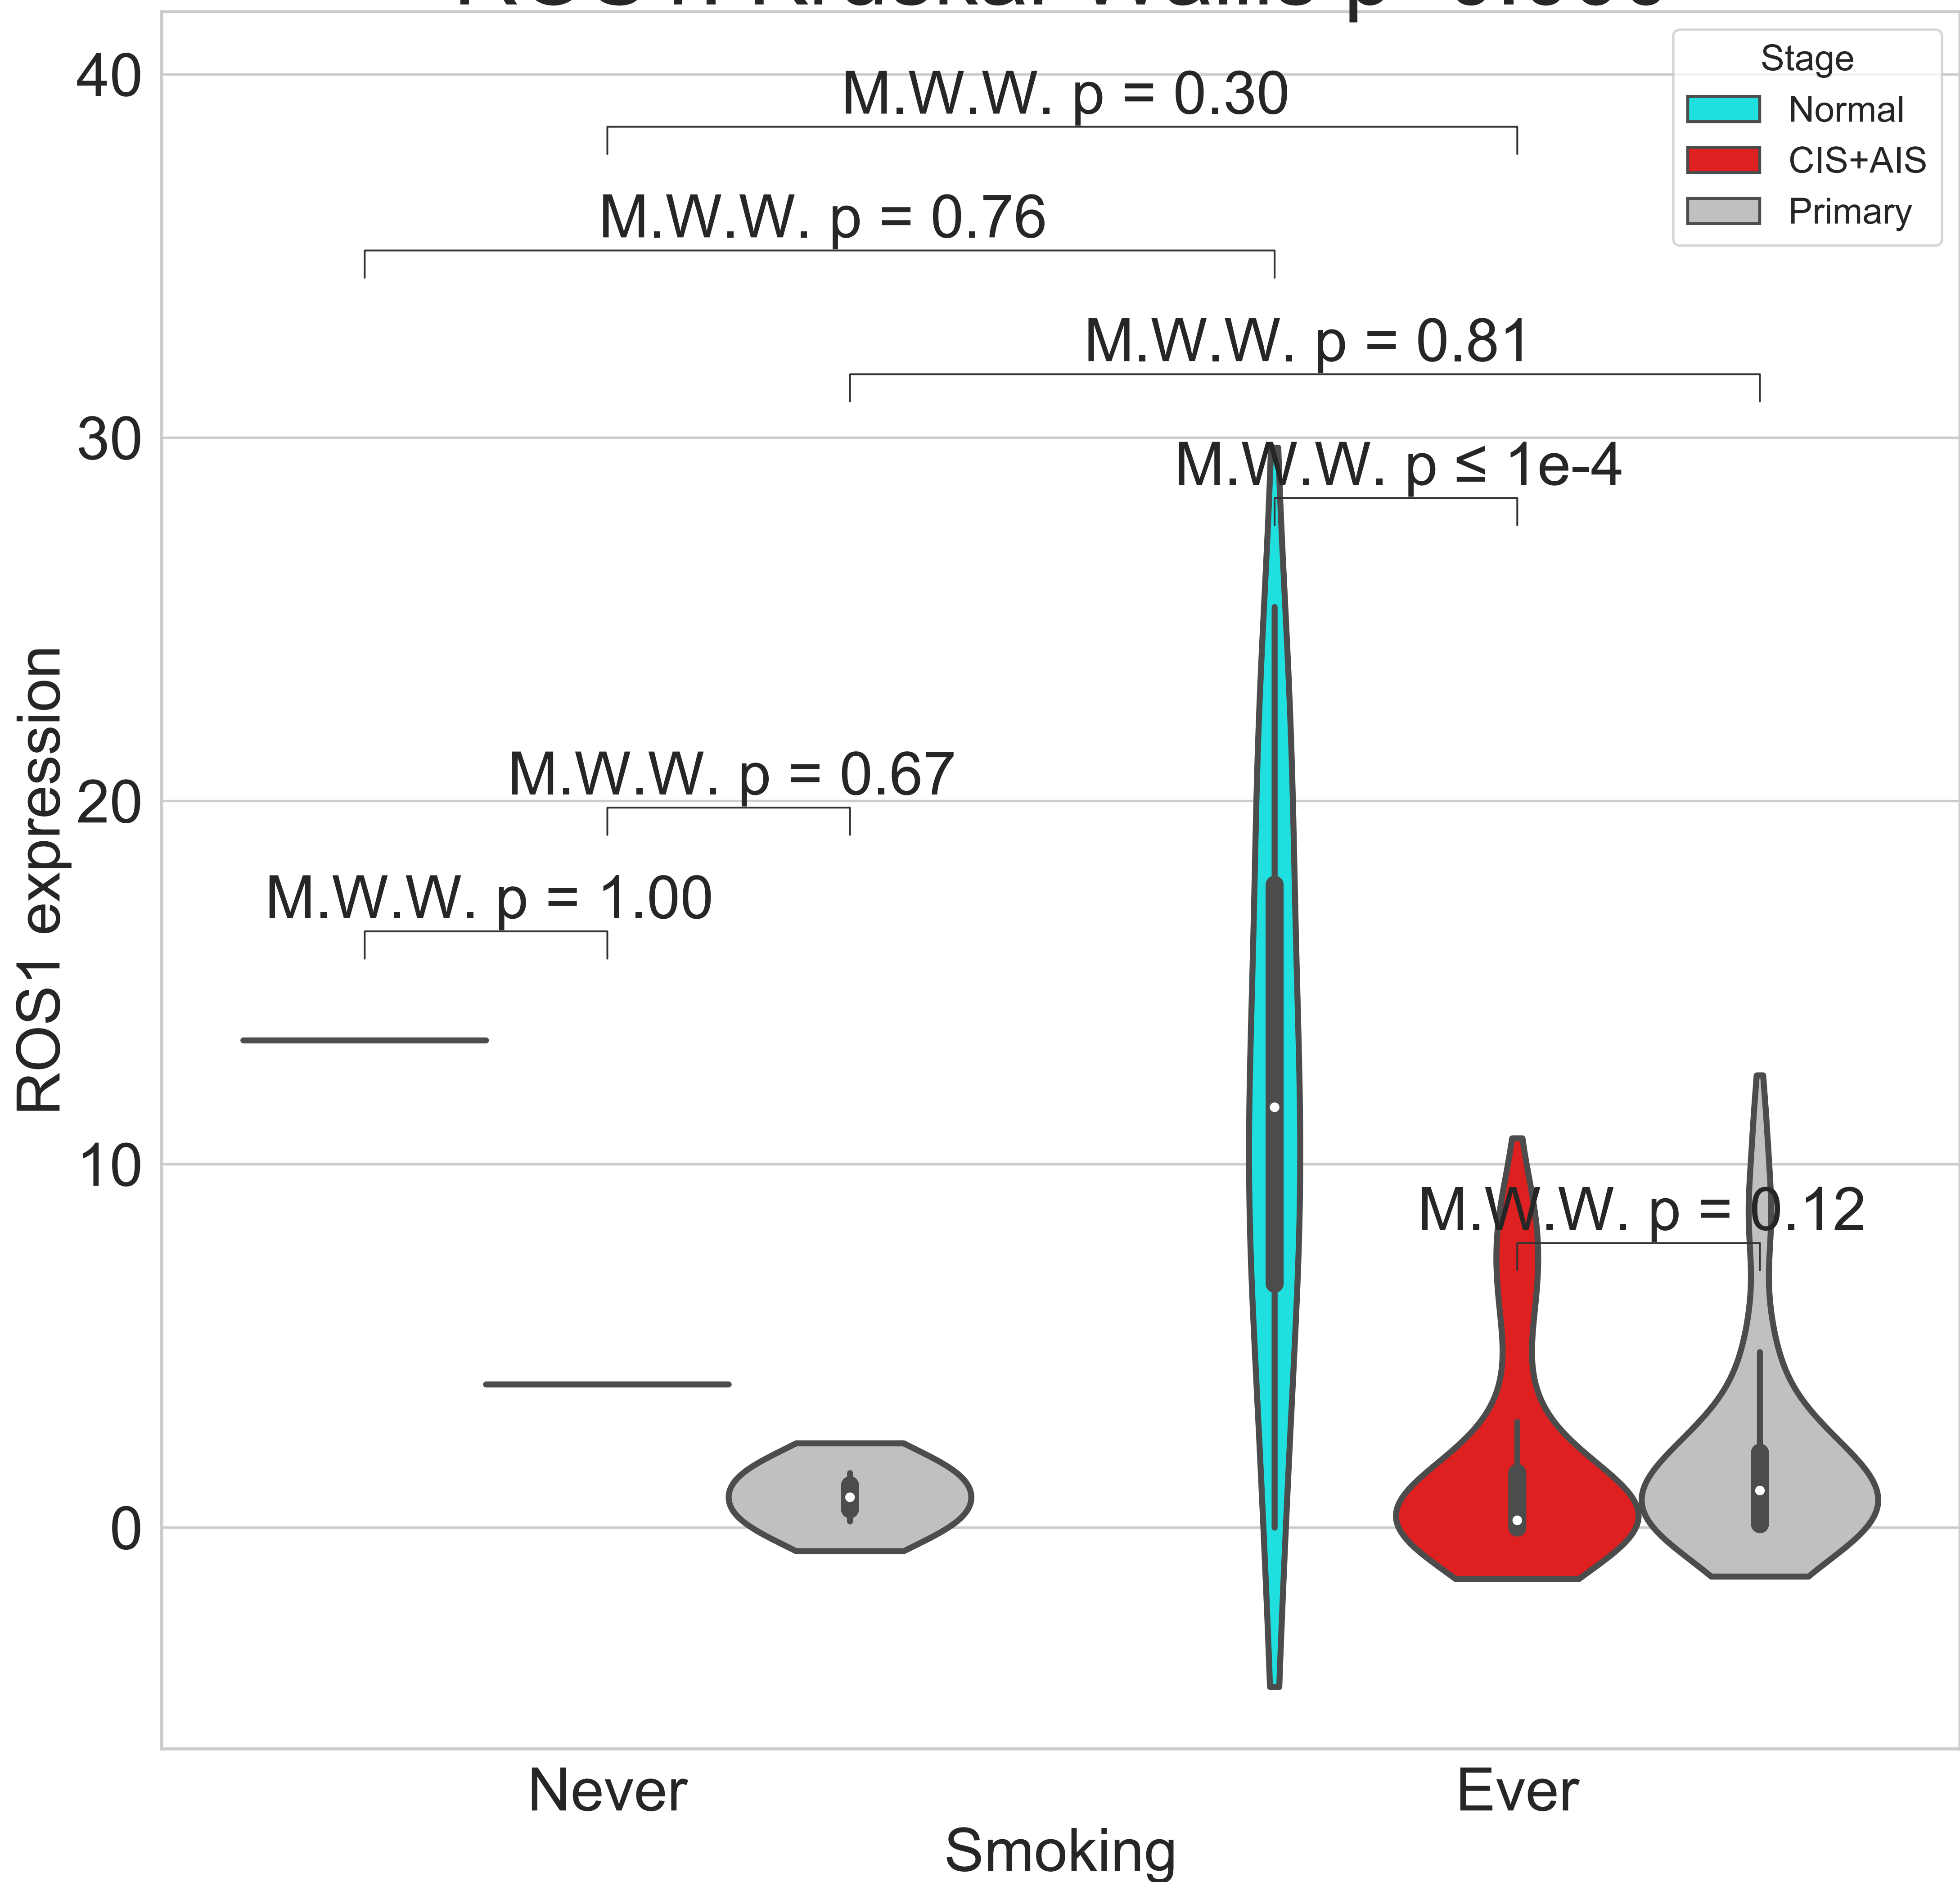 40
M.W.W. p = 0.30
Stage
Normal
CIS+AIS
Primary
M.W.W. p = 0.76
M.W.W. p = 0.81
30
M.W.W. p ≤ 1e-4
20
M.W.W. p = 0.67
M.W.W. p = 1.00
ROS1 expression
10
M.W.W. p = 0.12
0
Never
Ever
Smoking